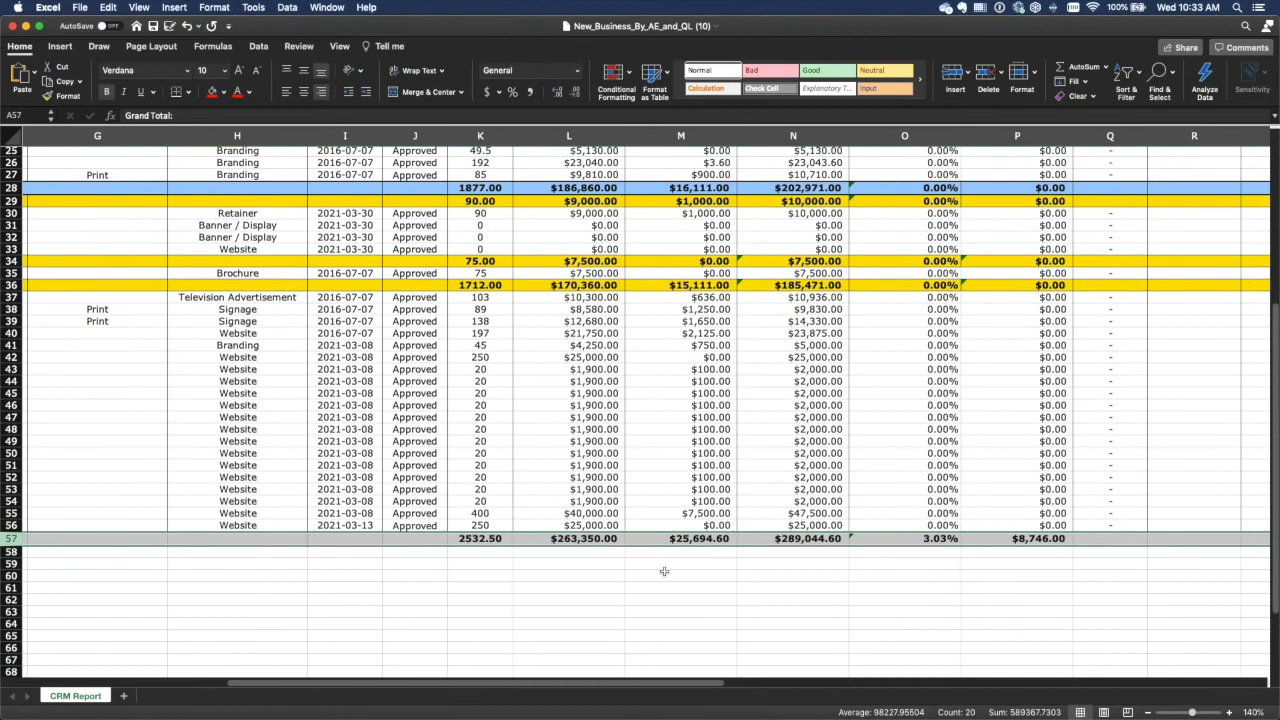 Excel File Edit View Insert Format Tools Data Window Help 100% Wed 10:33 AM
AutoSave OFF New_Business_By_AE_and_QL (10)
Home Insert Draw Page Layout Formulas Data Review View Tell me Share Comments
Paste Cut Copy Format Verdana 10 Wrap Text General Conditional Formatting Format as Table Normal Bad Good Neutral Insert Delete Format AutoSum Fill Sort & Filter Find & Select Analyze Data Sensitivity
B I U Merge & Center $ % Calculation Check Cell Explanatory T... Input Clear
A57 fx Grand Total:
G H I J K L M N O P Q R
25 Branding 2016-07-07 Approved 49.5 $5,130.00 $0.00 $5,130.00 0.00% $0.00 -
26 Branding 2016-07-07 Approved 192 $23,040.00 $3.60 $23,043.60 0.00% $0.00 -
27 Print Branding 2016-07-07 Approved 85 $9,810.00 $900.00 $10,710.00 0.00% $0.00 -
28 1877.00 $186,860.00 $16,111.00 $202,971.00 0.00% $0.00
29 90.00 $9,000.00 $1,000.00 $10,000.00 0.00% $0.00
30 Retainer 2021-03-30 Approved 90 $9,000.00 $1,000.00 $10,000.00 0.00% $0.00 -
31 Banner / Display 2021-03-30 Approved 0 $0.00 $0.00 $0.00 0.00% $0.00 -
32 Banner / Display 2021-03-30 Approved 0 $0.00 $0.00 $0.00 0.00% $0.00 -
33 Website 2021-03-30 Approved 0 $0.00 $0.00 $0.00 0.00% $0.00 -
34 75.00 $7,500.00 $0.00 $7,500.00 0.00% $0.00
35 Brochure 2016-07-07 Approved 75 $7,500.00 $0.00 $7,500.00 0.00% $0.00 -
36 1712.00 $170,360.00 $15,111.00 $185,471.00 0.00% $0.00
37 Television Advertisement 2016-07-07 Approved 103 $10,300.00 $636.00 $10,936.00 0.00% $0.00 -
38 Print Signage 2016-07-07 Approved 89 $8,580.00 $1,250.00 $9,830.00 0.00% $0.00 -
39 Print Signage 2016-07-07 Approved 138 $12,680.00 $1,650.00 $14,330.00 0.00% $0.00 -
40 Website 2016-07-07 Approved 197 $21,750.00 $2,125.00 $23,875.00 0.00% $0.00 -
41 Branding 2021-03-08 Approved 45 $4,250.00 $750.00 $5,000.00 0.00% $0.00 -
42 Website 2021-03-08 Approved 250 $25,000.00 $0.00 $25,000.00 0.00% $0.00 -
43 Website 2021-03-08 Approved 20 $1,900.00 $100.00 $2,000.00 0.00% $0.00 -
44 Website 2021-03-08 Approved 20 $1,900.00 $100.00 $2,000.00 0.00% $0.00 -
45 Website 2021-03-08 Approved 20 $1,900.00 $100.00 $2,000.00 0.00% $0.00 -
46 Website 2021-03-08 Approved 20 $1,900.00 $100.00 $2,000.00 0.00% $0.00 -
47 Website 2021-03-08 Approved 20 $1,900.00 $100.00 $2,000.00 0.00% $0.00 -
48 Website 2021-03-08 Approved 20 $1,900.00 $100.00 $2,000.00 0.00% $0.00 -
49 Website 2021-03-08 Approved 20 $1,900.00 $100.00 $2,000.00 0.00% $0.00 -
50 Website 2021-03-08 Approved 20 $1,900.00 $100.00 $2,000.00 0.00% $0.00 -
51 Website 2021-03-08 Approved 20 $1,900.00 $100.00 $2,000.00 0.00% $0.00 -
52 Website 2021-03-08 Approved 20 $1,900.00 $100.00 $2,000.00 0.00% $0.00 -
53 Website 2021-03-08 Approved 20 $1,900.00 $100.00 $2,000.00 0.00% $0.00 -
54 Website 2021-03-08 Approved 20 $1,900.00 $100.00 $2,000.00 0.00% $0.00 -
55 Website 2021-03-08 Approved 400 $40,000.00 $7,500.00 $47,500.00 0.00% $0.00 -
56 Website 2021-03-13 Approved 250 $25,000.00 $0.00 $25,000.00 0.00% $0.00 -
57 2532.50 $263,350.00 $25,694.60 $289,044.60 3.03% $8,746.00
58
59
60
61
62
63
64
65
66
67
68
CRM Report
Average: 98227.95504 Count: 20 Sum: 589367.7303 140%